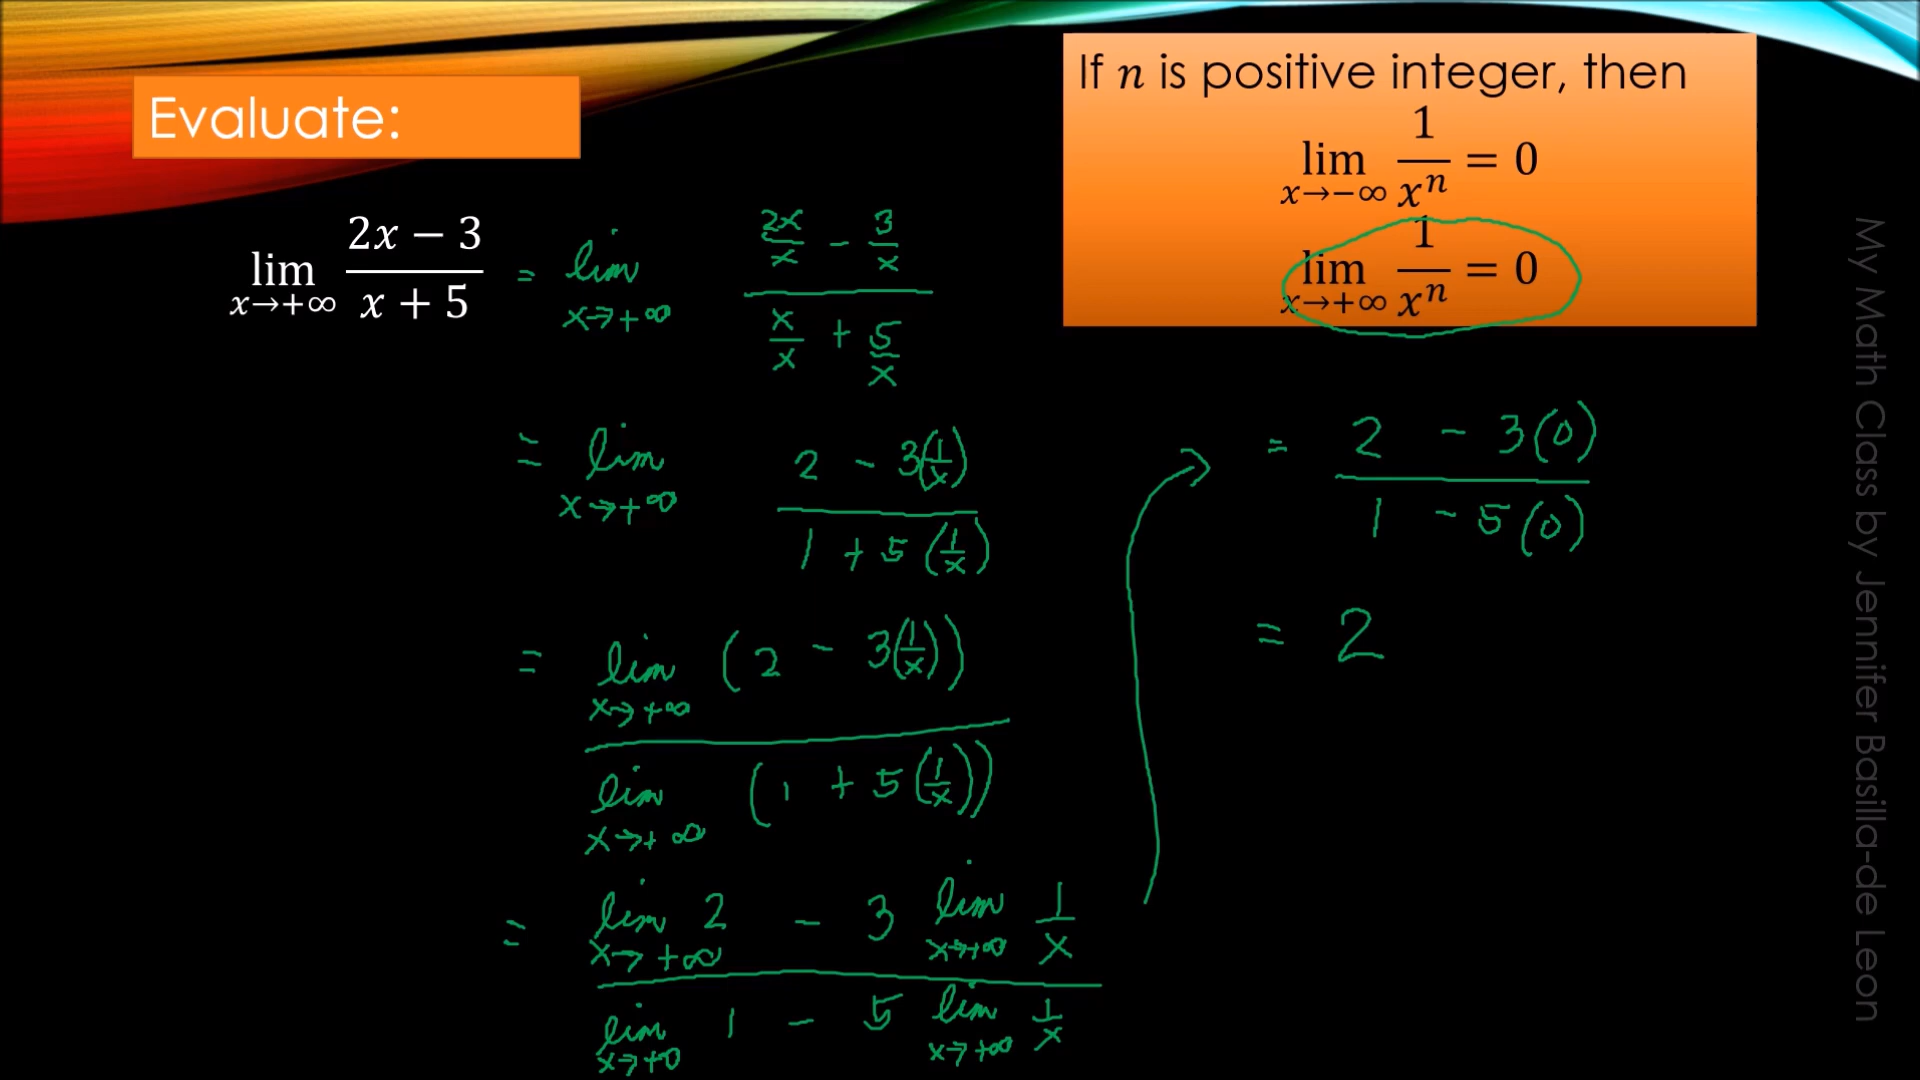 Evaluate:
If n is positive integer, then
lim x→−∞ 1/xⁿ = 0
lim x→+∞ 1/xⁿ = 0
lim x→+∞ (2x − 3)/(x + 5) = lim x→+∞ (2x/x − 3/x)/(x/x + 5/x)
= lim x→+∞ (2 − 3(1/x))/(1 + 5(1/x))
= lim x→+∞ (2 − 3(1/x)) / lim x→+∞ (1 + 5(1/x))
= (lim x→+∞ 2 − 3 lim x→+∞ 1/x)/(lim x→+∞ 1 − 5 lim x→+∞ 1/x)
= (2 − 3(0))/(1 − 5(0))
= 2
My Math Class by Jennifer Basilla-de Leon